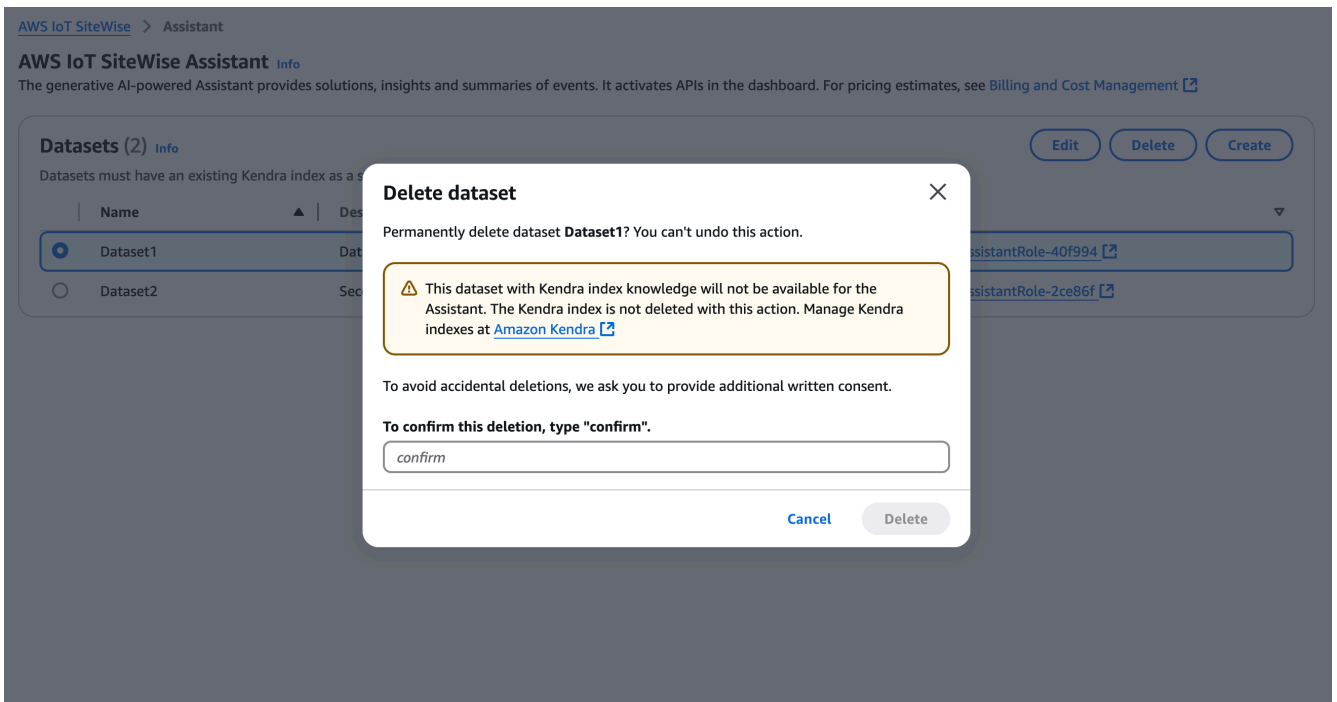 AWS IoT SiteWise > Assistant
AWS IoT SiteWise Assistant Info
The generative AI-powered Assistant provides solutions, insights and summaries of events. It activates APIs in the dashboard. For pricing estimates, see Billing and Cost Management
Datasets (2) Info
Edit Delete Create
Datasets must have an existing Kendra index as a
Name
Dataset1
ssistantRole-40f994
Dataset2
ssistantRole-2ce86f
Delete dataset
Permanently delete dataset Dataset1? You can't undo this action.
This dataset with Kendra index knowledge will not be available for the
Assistant. The Kendra index is not deleted with this action. Manage Kendra
indexes at Amazon Kendra
To avoid accidental deletions, we ask you to provide additional written consent.
To confirm this deletion, type "confirm".
confirm
Cancel Delete